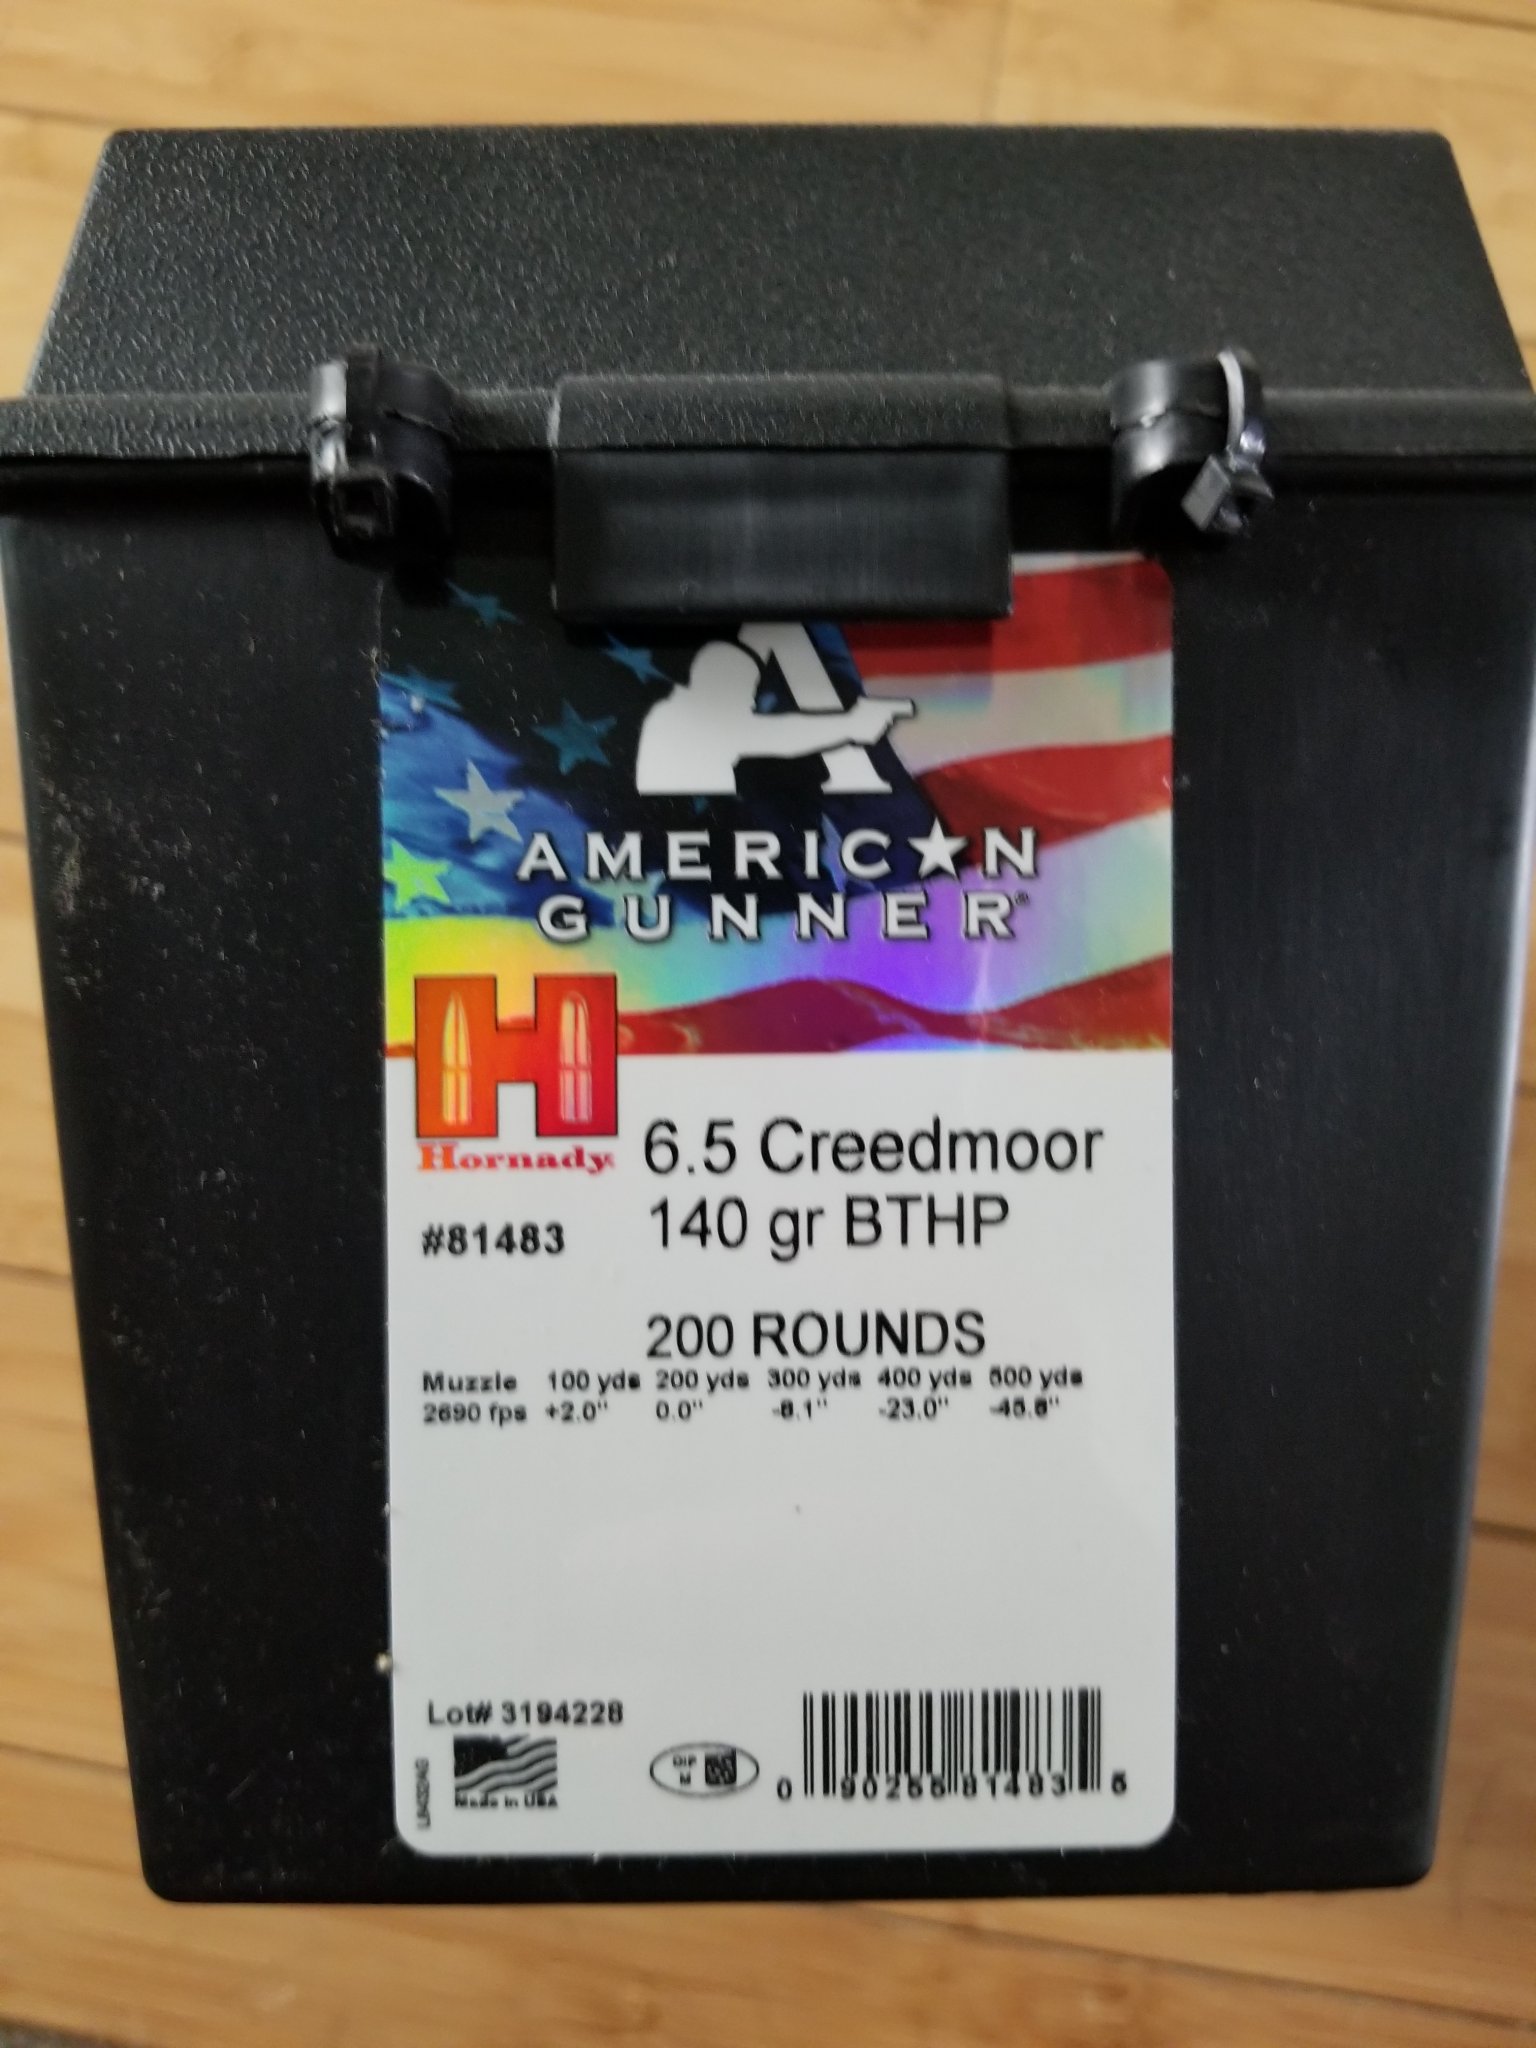 AMERIC★N
GUNNER®
Hornady
6.5 Creedmoor
140 gr BTHP
#81483
200 ROUNDS
Muzzle 100 yds 200 yds 300 yds 400 yds 500 yds
2690 fps +2.0" 0.0" -8.1" -23.0"
Lot# 3194228
Made in USA
DIP
M
0 90255 81483 5